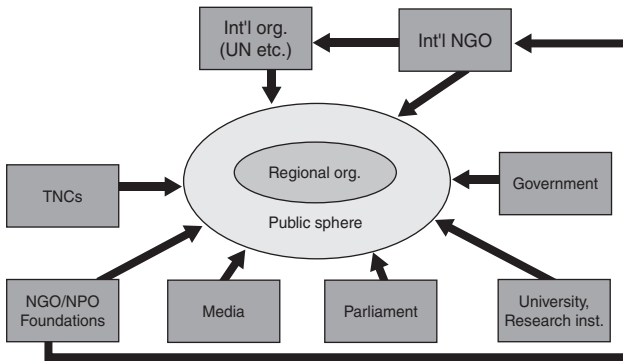 Int'l org.
(UN etc.)
Int'l NGO
Regional org.
Public sphere
TNCs
Government
NGO/NPO
Foundations
Media
Parliament
University,
Research inst.